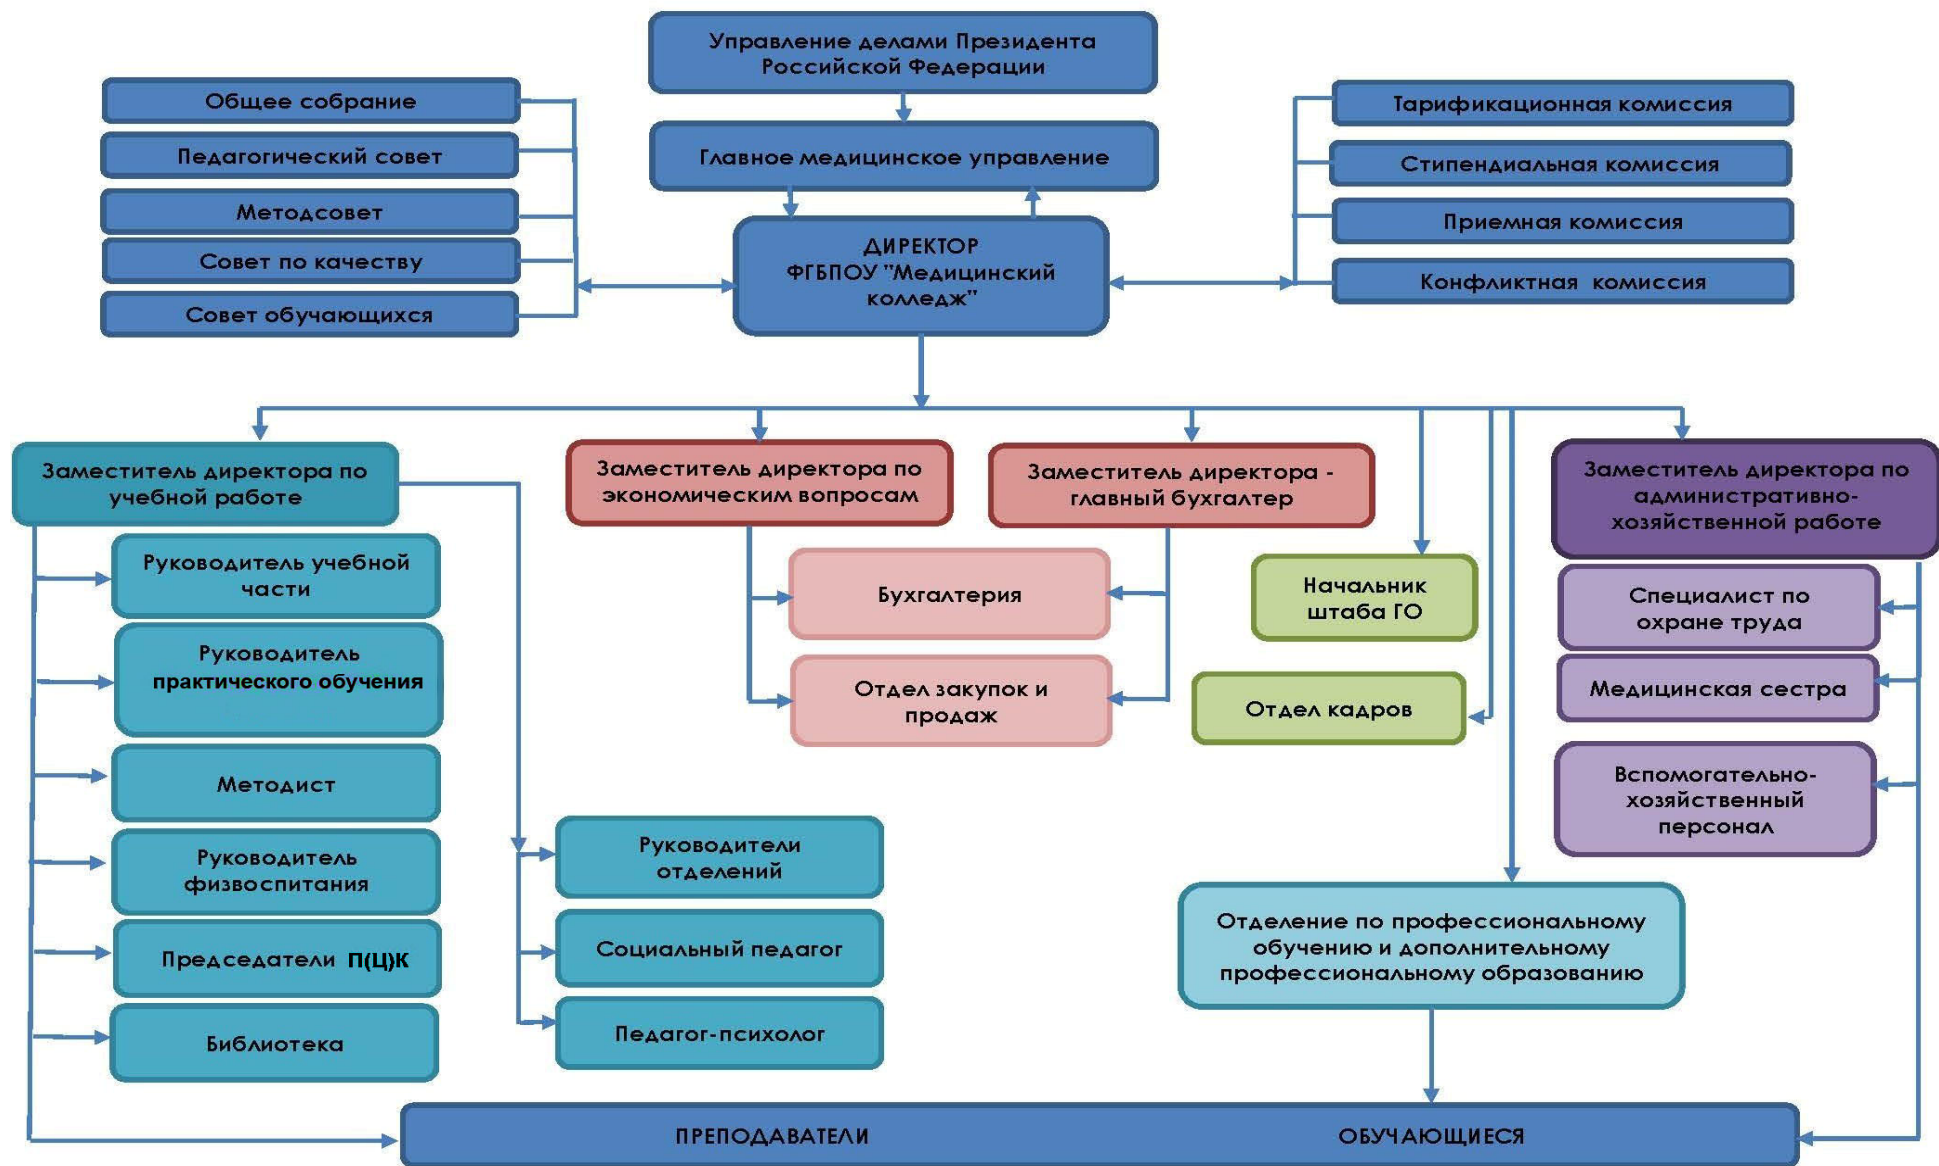 Управление делами Президента
Российской Федерации
Общее собрание
Педагогический совет
Методсовет
Совет по качеству
Совет обучающихся
Главное медицинское управление
ДИРЕКТОР
ФГБПОУ "Медицинский
колледж"
Тарификационная комиссия
Стипендиальная комиссия
Приемная комиссия
Конфликтная комиссия
Заместитель директора по
учебной работе
Заместитель директора по
экономическим вопросам
Заместитель директора -
главный бухгалтер
Заместитель директора по
административно-
хозяйственной работе
Руководитель учебной
части
Руководитель
практического обучения
Методист
Руководитель
физвоспитания
Председатели П(Ц)К
Библиотека
Руководители
отделений
Социальный педагог
Педагог-психолог
Бухгалтерия
Отдел закупок и
продаж
Начальник
штаба ГО
Отдел кадров
Специалист по
охране труда
Медицинская сестра
Вспомогательно-
хозяйственный
персонал
Отделение по профессиональному
обучению и дополнительному
профессиональному образованию
ПРЕПОДАВАТЕЛИ ОБУЧАЮЩИЕСЯ